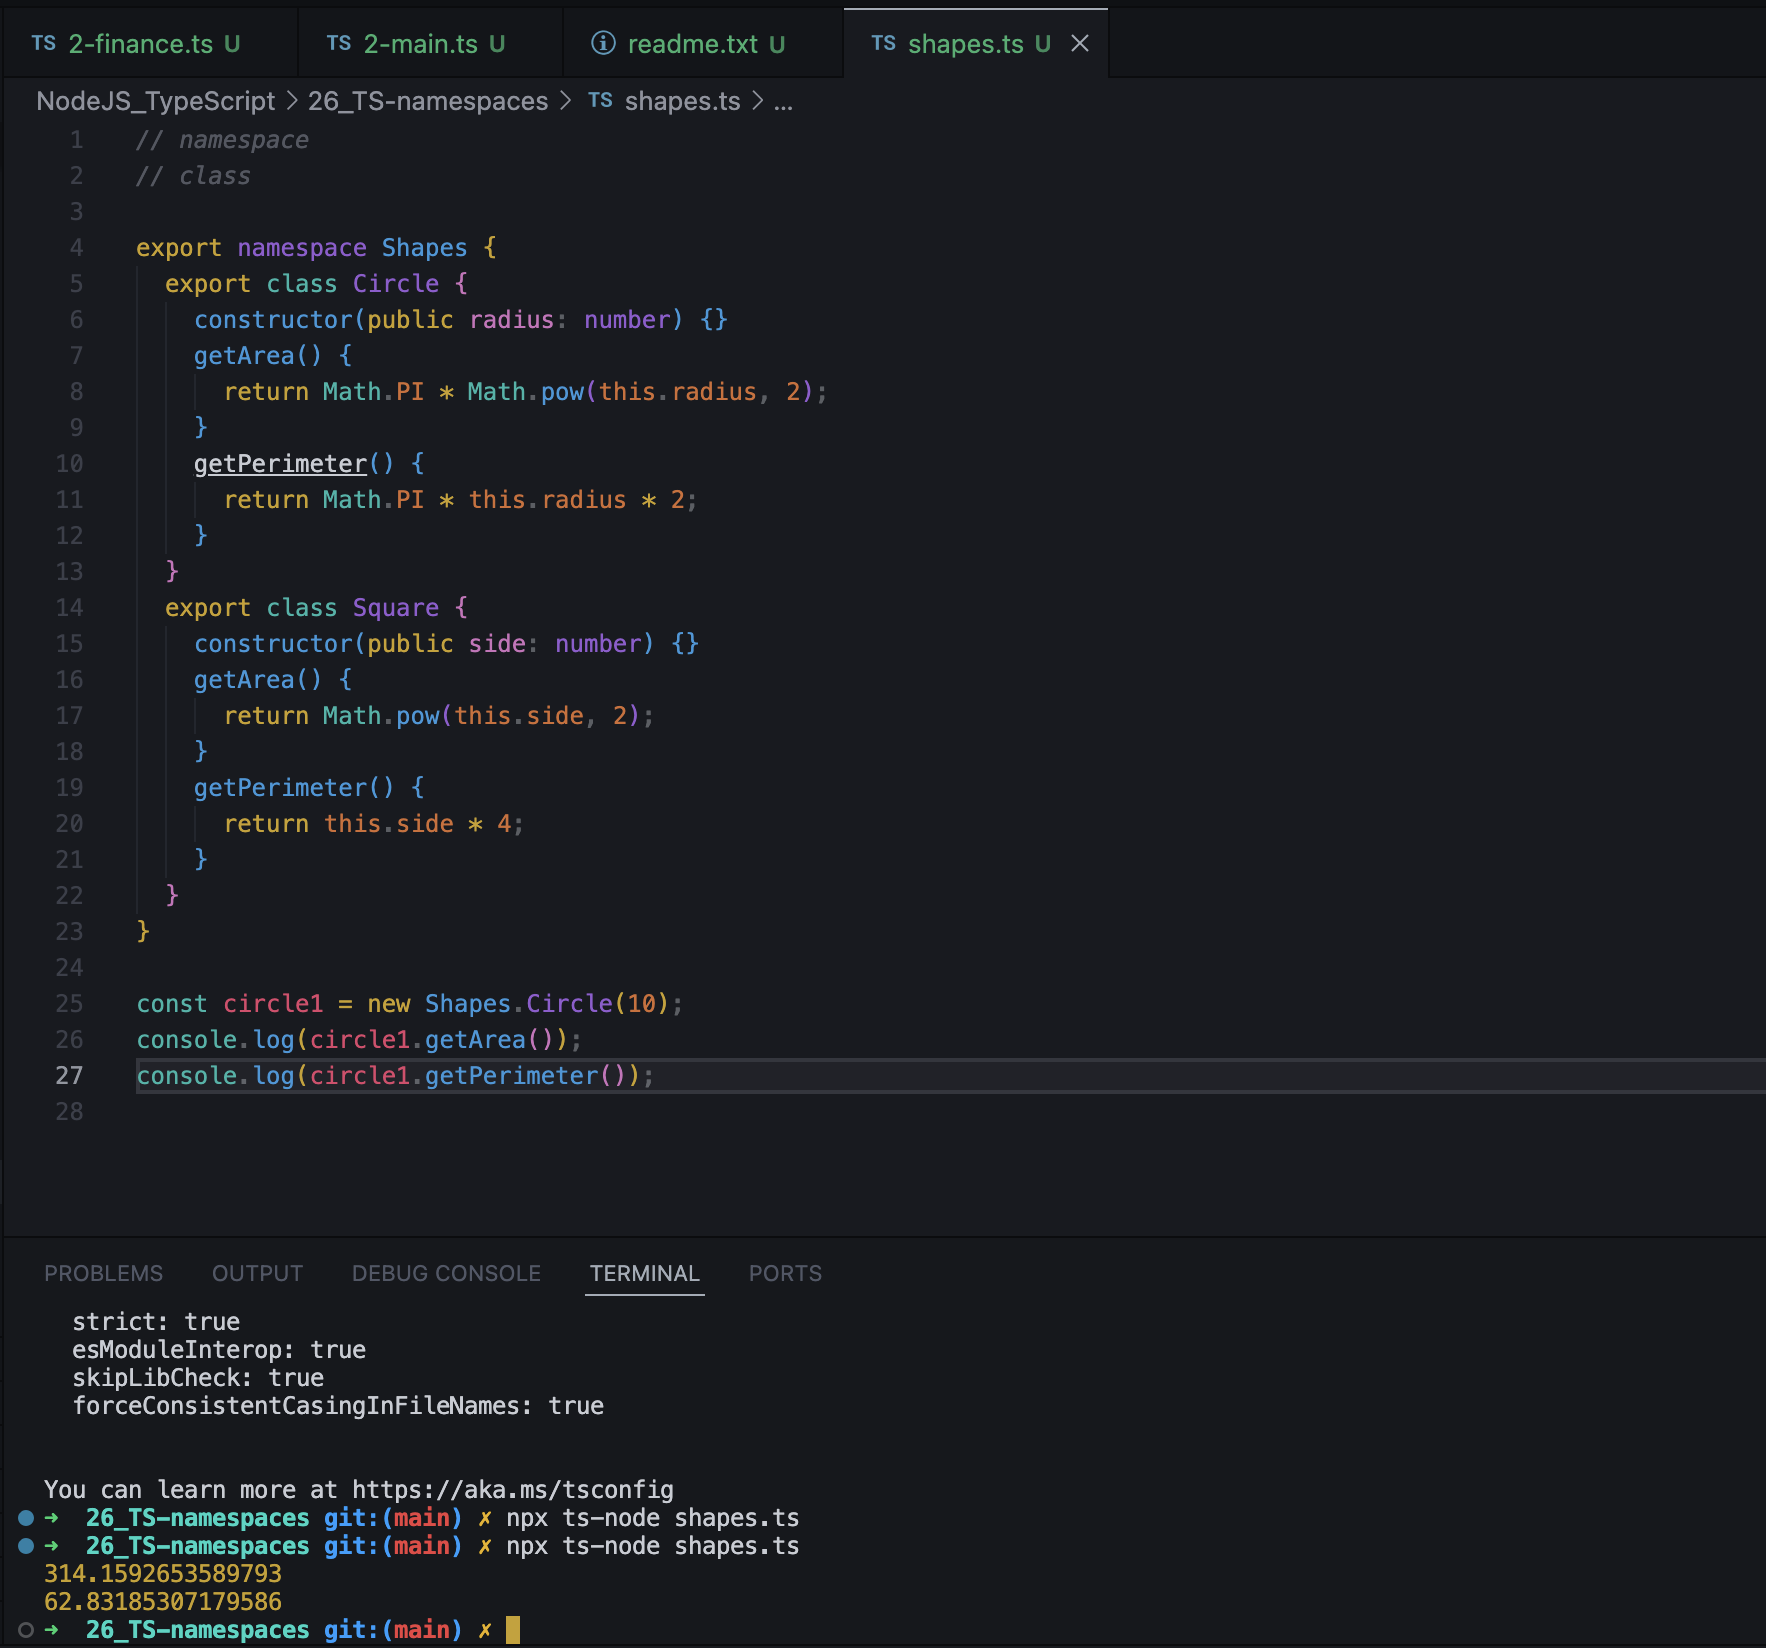 TS 2-finance.ts U TS 2-main.ts U readme.txt U TS shapes.ts U
NodeJS_TypeScript > 26_TS-namespaces > TS shapes.ts > ...
1 // namespace
2 // class
3
4 export namespace Shapes {
5   export class Circle {
6     constructor(public radius: number) {}
7     getArea() {
8       return Math.PI * Math.pow(this.radius, 2);
9     }
10     getPerimeter() {
11       return Math.PI * this.radius * 2;
12     }
13   }
14   export class Square {
15     constructor(public side: number) {}
16     getArea() {
17       return Math.pow(this.side, 2);
18     }
19     getPerimeter() {
20       return this.side * 4;
21     }
22   }
23 }
24
25 const circle1 = new Shapes.Circle(10);
26 console.log(circle1.getArea());
27 console.log(circle1.getPerimeter());
28
PROBLEMS OUTPUT DEBUG CONSOLE TERMINAL PORTS
strict: true
esModuleInterop: true
skipLibCheck: true
forceConsistentCasingInFileNames: true
You can learn more at https://aka.ms/tsconfig
➜ 26_TS-namespaces git:(main) ✗ npx ts-node shapes.ts
➜ 26_TS-namespaces git:(main) ✗ npx ts-node shapes.ts
314.1592653589793
62.83185307179586
➜ 26_TS-namespaces git:(main) ✗